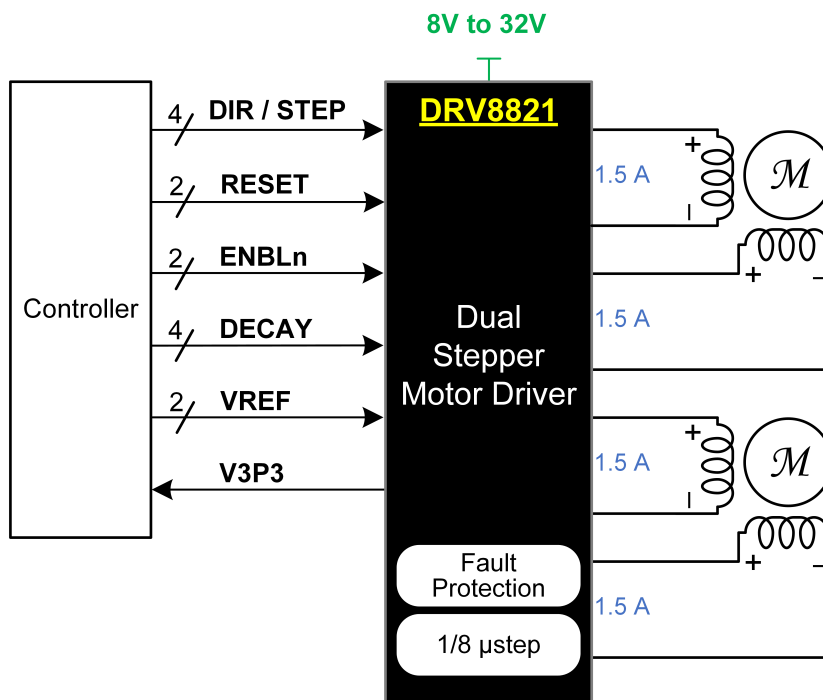 8V to 32V
DRV8821
4 DIR / STEP
2 RESET
2 ENBLn
4 DECAY
2 VREF
V3P3
Controller
Dual
Stepper
Motor Driver
Fault
Protection
1/8 µstep
+
1.5 A
–
M
+ –
1.5 A
+
1.5 A
–
M
+ –
1.5 A